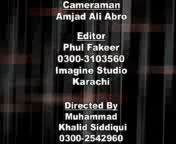 Cameraman
Amjad Ali Abro
Editor
Phul Fakeer
0300-3103560
Imagine Studio
Karachi
Directed By
Muhammad
Khalid Siddiqui
0300-2542960